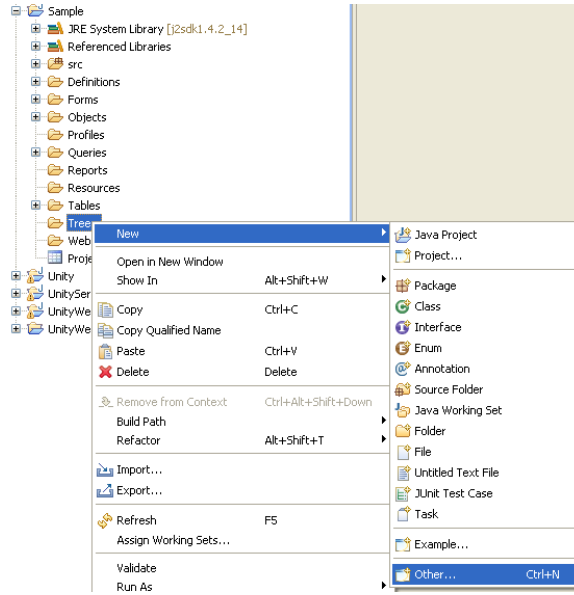 Sample
JRE System Library [j2sdk1.4.2_14]
Referenced Libraries
src
Definitions
Forms
Objects
Profiles
Queries
Reports
Resources
Tables
Tree
Web
Proje
Unity
UnitySer
UnityWe
UnityWe
New
Open in New Window
Show In Alt+Shift+W
Copy Ctrl+C
Copy Qualified Name
Paste Ctrl+V
Delete Delete
Remove from Context Ctrl+Alt+Shift+Down
Build Path
Refactor Alt+Shift+T
Import...
Export...
Refresh F5
Assign Working Sets...
Validate
Run As
Java Project
Project...
Package
Class
Interface
Enum
Annotation
Source Folder
Java Working Set
Folder
File
Untitled Text File
JUnit Test Case
Task
Example...
Other... Ctrl+N